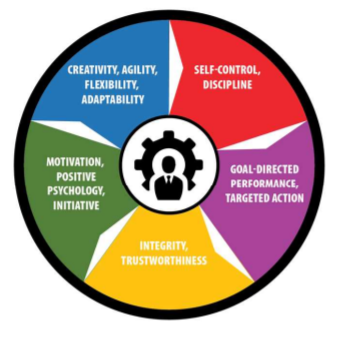 CREATIVITY, AGILITY,
FLEXIBILITY,
ADAPTABILITY
SELF-CONTROL,
DISCIPLINE
GOAL-DIRECTED
PERFORMANCE,
TARGETED ACTION
INTEGRITY,
TRUSTWORTHINESS
MOTIVATION,
POSITIVE
PSYCHOLOGY,
INITIATIVE